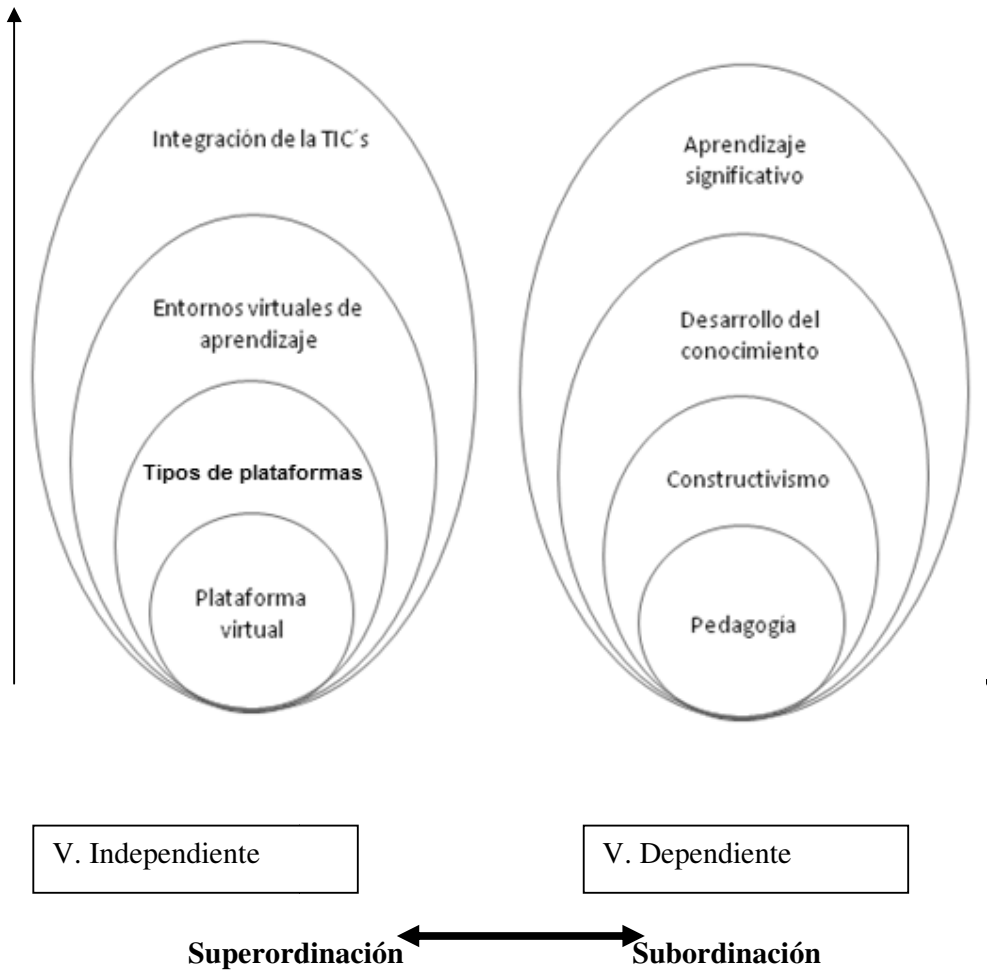 Integración de la TIC´s
Entornos virtuales de
aprendizaje
Tipos de plataformas
Plataforma
virtual
Aprendizaje
significativo
Desarrollo del
conocimiento
Constructivismo
Pedagogía
V. Independiente
V. Dependiente
Superordinación
Subordinación